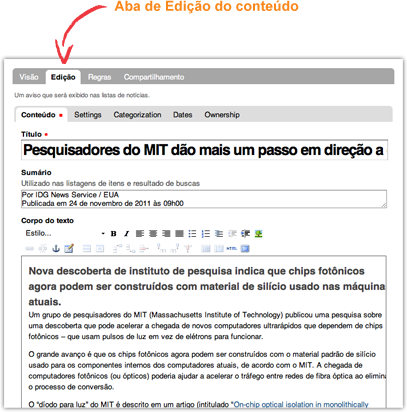 Aba de Edição do conteúdo
Visão Edição Regras Compartilhamento
Um aviso que será exibido nas listas de notícias.
Conteúdo Settings Categorization Dates Ownership
Título
Pesquisadores do MIT dão mais um passo em direção a
Sumário
Utilizado nas listagens de itens e resultado de buscas
Por IDG News Service / EUA
Publicada em 24 de novembro de 2011 às 09h00
Corpo do texto
Estilo... B I
HTML
Nova descoberta de instituto de pesquisa indica que chips fotônicos
agora podem ser construídos com material de silício usado nas máquina
atuais.
Um grupo de pesquisadores do MIT (Massachusetts Institute of Technology) publicou uma pesquisa sobre
uma descoberta que pode acelerar a chegada de novos computadores ultrarápidos que dependem de chips
fotônicos – que usam pulsos de luz em vez de elétrons para funcionar.
O grande avanço é que os chips fotônicos agora podem ser construídos com o material padrão de silício
usado para os componentes internos dos computadores atuais, de acordo com o MIT. A chegada de
computadores fotônicos (ou ópticos) poderia ajudar a acelerar o tráfego entre redes de fibra óptica ao elimin
o processo de conversão.
O "díodo para luz" do MIT é descrito em um artigo (intitulado "On-chip optical isolation in monolithically